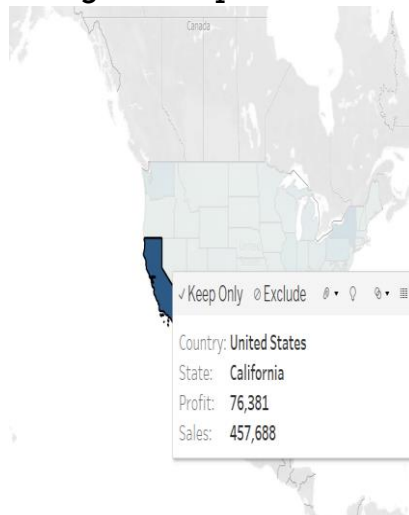 Canada
✓Keep Only ⊘Exclude
Country: United States
State: California
Profit: 76,381
Sales: 457,688